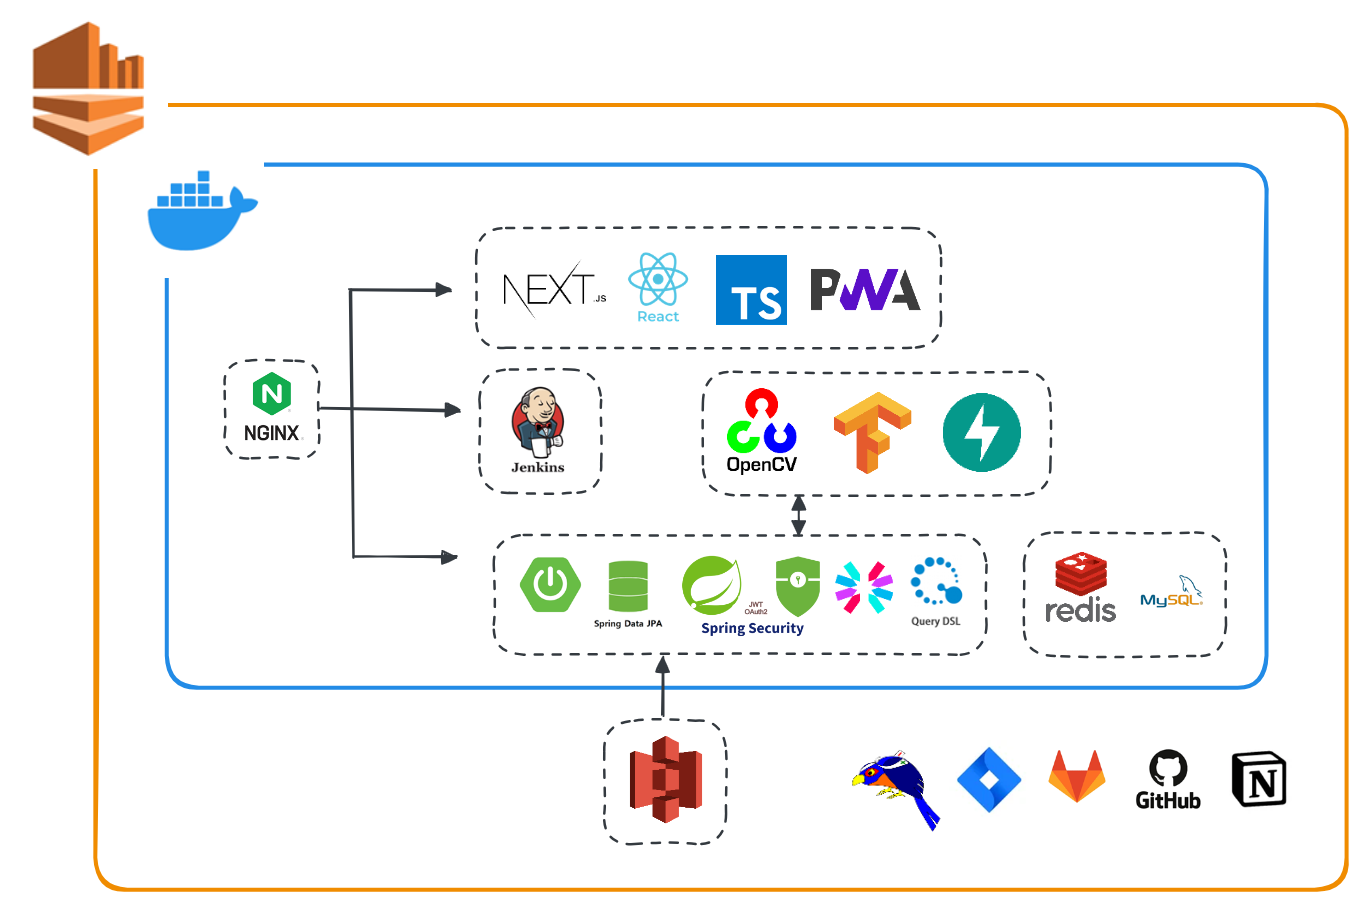 NEXT.JS
React
TS
PWA
N
NGINX
Jenkins
OpenCV
Spring Data JPA
JWT
OAuth2
Spring Security
Query DSL
redis
MySQL
GitHub
N